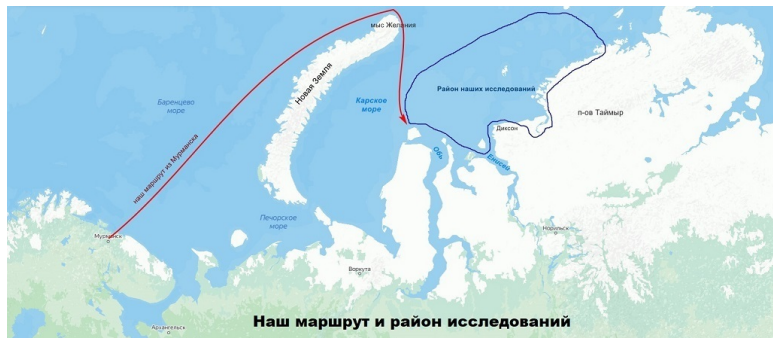 мыс Желания
Новая Земля
Район наших исследований
Баренцево
море
Карское
море
п-ов Таймыр
Диксон
наш маршрут из Мурманска
Обь
Енисей
Печорское
море
Мурманск
Норильск
Воркута
Архангельск
Наш маршрут и район исследований